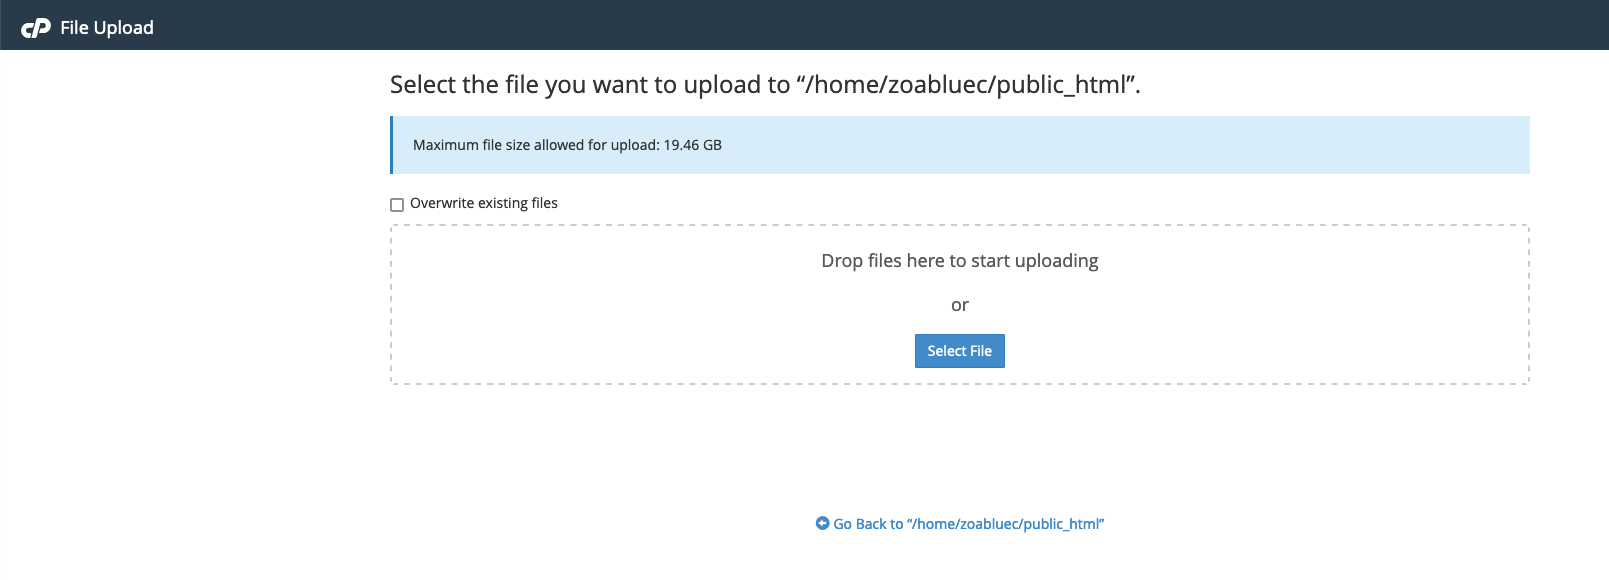 cP File Upload
Select the file you want to upload to “/home/zoabluec/public_html”.
Maximum file size allowed for upload: 19.46 GB
Overwrite existing files
Drop files here to start uploading
or
Select File
Go Back to “/home/zoabluec/public_html”